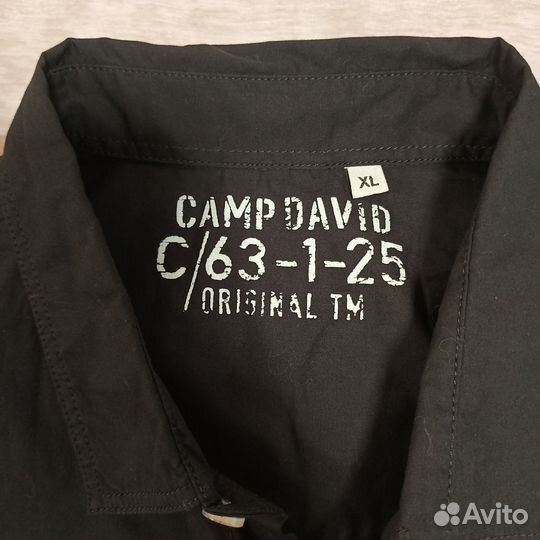 XL
CAMP DAVID
C/63-1-25
ORIGINAL TM
Avito